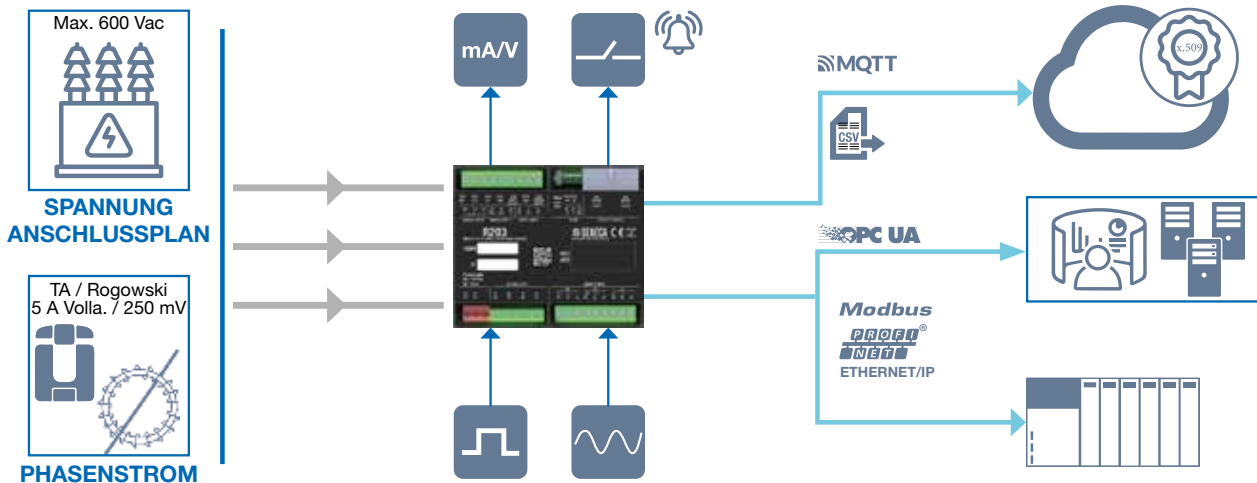 Max. 600 Vac
SPANNUNG
ANSCHLUSSPLAN
TA / Rogowski
5 A Volla. / 250 mV
PHASENSTROM
mA/V
R203
SENECA CE
MQTT
CSV
x.509
OPC UA
Modbus
PROFI®
NET
ETHERNET/IP